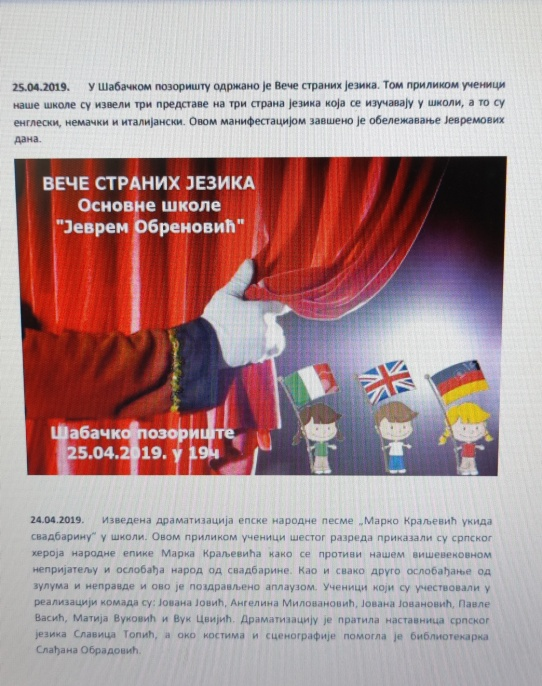 25.04.2019. У Шабачком позоришту одржано је Вече страних језика. Том приликом ученици
наше школе су извели три представе на три страна језика која се изучавају у школи, а то су
енглески, немачки и италијански. Овом манифестацијом завшено је обележавање Јевремових
дана.
ВЕЧЕ СТРАНИХ ЈЕЗИКА
Основне школе
"Јеврем Обреновић"
Шабачко позориште
25.04.2019. у 19ч
24.04.2019. Изведена драматизација епске народне песме „Марко Краљевић укида
свадбарину" у школи. Овом приликом ученици шестог разреда приказали су српског
хероја народне епике Марка Краљевића како се противи нашем вишевековном
непријатељу и ослобађа народ од свадбарине. Као и свако друго ослобађање од
зулума и неправде и ово је поздрављено аплаузом. Ученици који су учествовали у
реализацији комада су: Јована Јовић, Ангелина Миловановић, Јована Јовановић, Павле
Васић, Матија Вуковић и Вук Цвијић. Драматизацију је пратила наставница српског
језика Славица Топић, а око костима и сценографије помогла је библиотекарка
Слађана Обрадовић.